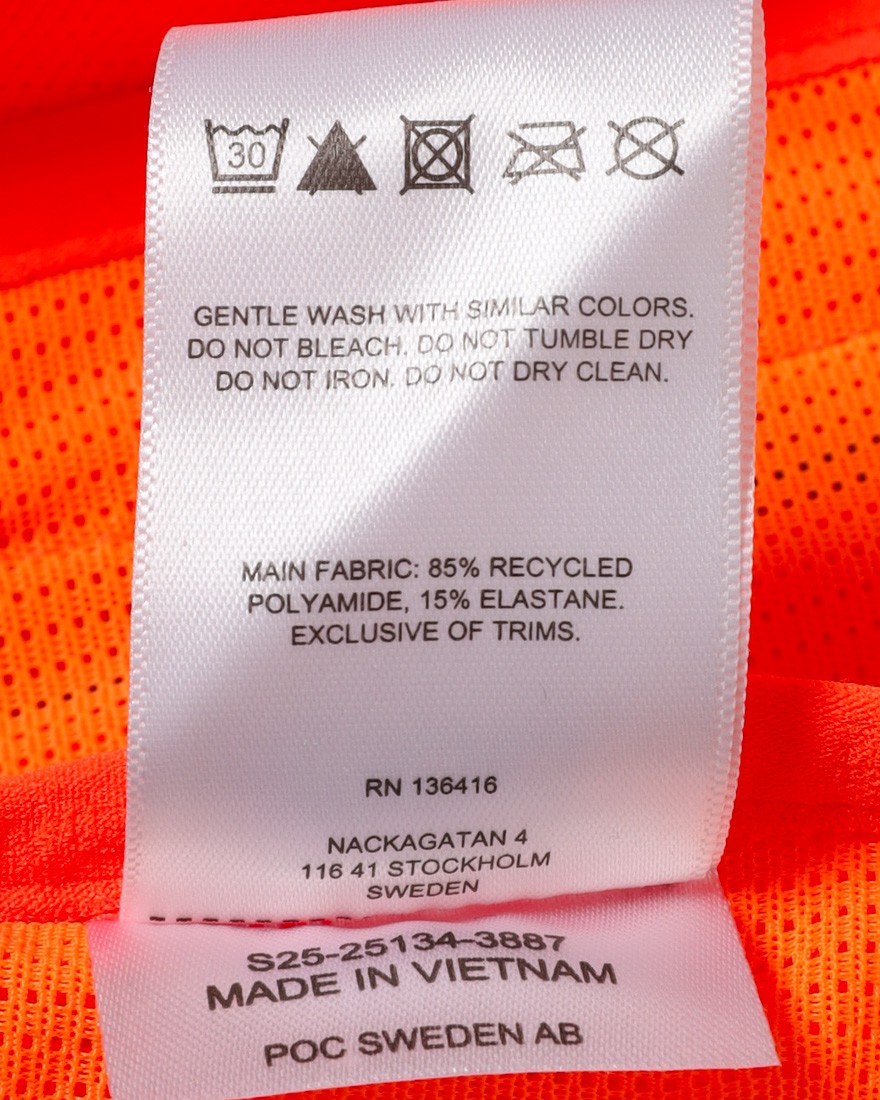 30
GENTLE WASH WITH SIMILAR COLORS.
DO NOT BLEACH. DO NOT TUMBLE DRY
DO NOT IRON. DO NOT DRY CLEAN.
MAIN FABRIC: 85% RECYCLED
POLYAMIDE, 15% ELASTANE.
EXCLUSIVE OF TRIMS.
RN 136416
NACKAGATAN 4
116 41 STOCKHOLM
SWEDEN
S25-25134-3887
MADE IN VIETNAM
POC SWEDEN AB